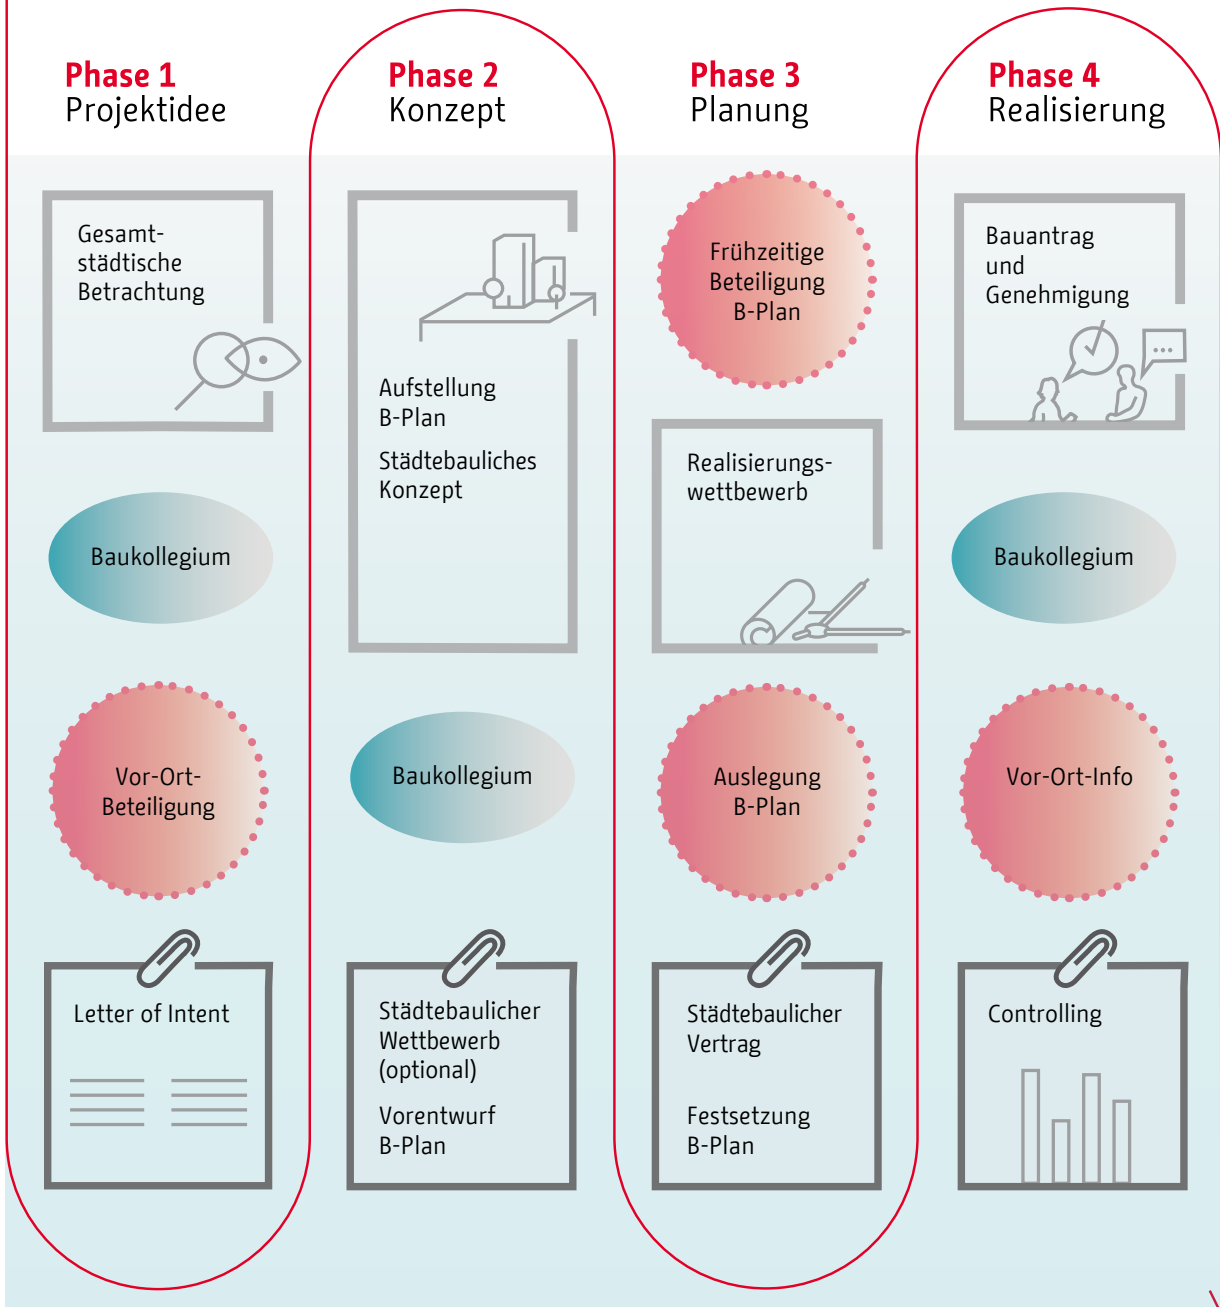 Phase 1
Projektidee
Gesamt-
städtische
Betrachtung
Baukollegium
Vor-Ort-
Beteiligung
Letter of Intent
Phase 2
Konzept
Aufstellung
B-Plan
Städtebauliches
Konzept
Baukollegium
Städtebaulicher
Wettbewerb
(optional)
Vorentwurf
B-Plan
Phase 3
Planung
Frühzeitige
Beteiligung
B-Plan
Realisierungs-
wettbewerb
Auslegung
B-Plan
Städtebaulicher
Vertrag
Festsetzung
B-Plan
Phase 4
Realisierung
Bauantrag
und
Genehmigung
Baukollegium
Vor-Ort-Info
Controlling